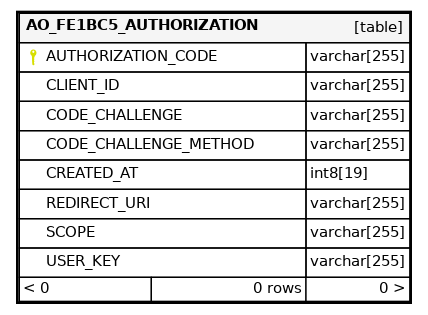 AO_FE1BC5_AUTHORIZATION [table]
AUTHORIZATION_CODE varchar[255]
CLIENT_ID varchar[255]
CODE_CHALLENGE varchar[255]
CODE_CHALLENGE_METHOD varchar[255]
CREATED_AT int8[19]
REDIRECT_URI varchar[255]
SCOPE varchar[255]
USER_KEY varchar[255]
< 0 0 rows 0 >